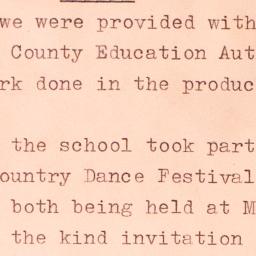 we were provided with
County Education Aut
rk done in the produc
the school took part
ountry Dance Festival
both being held at M
the kind invitation